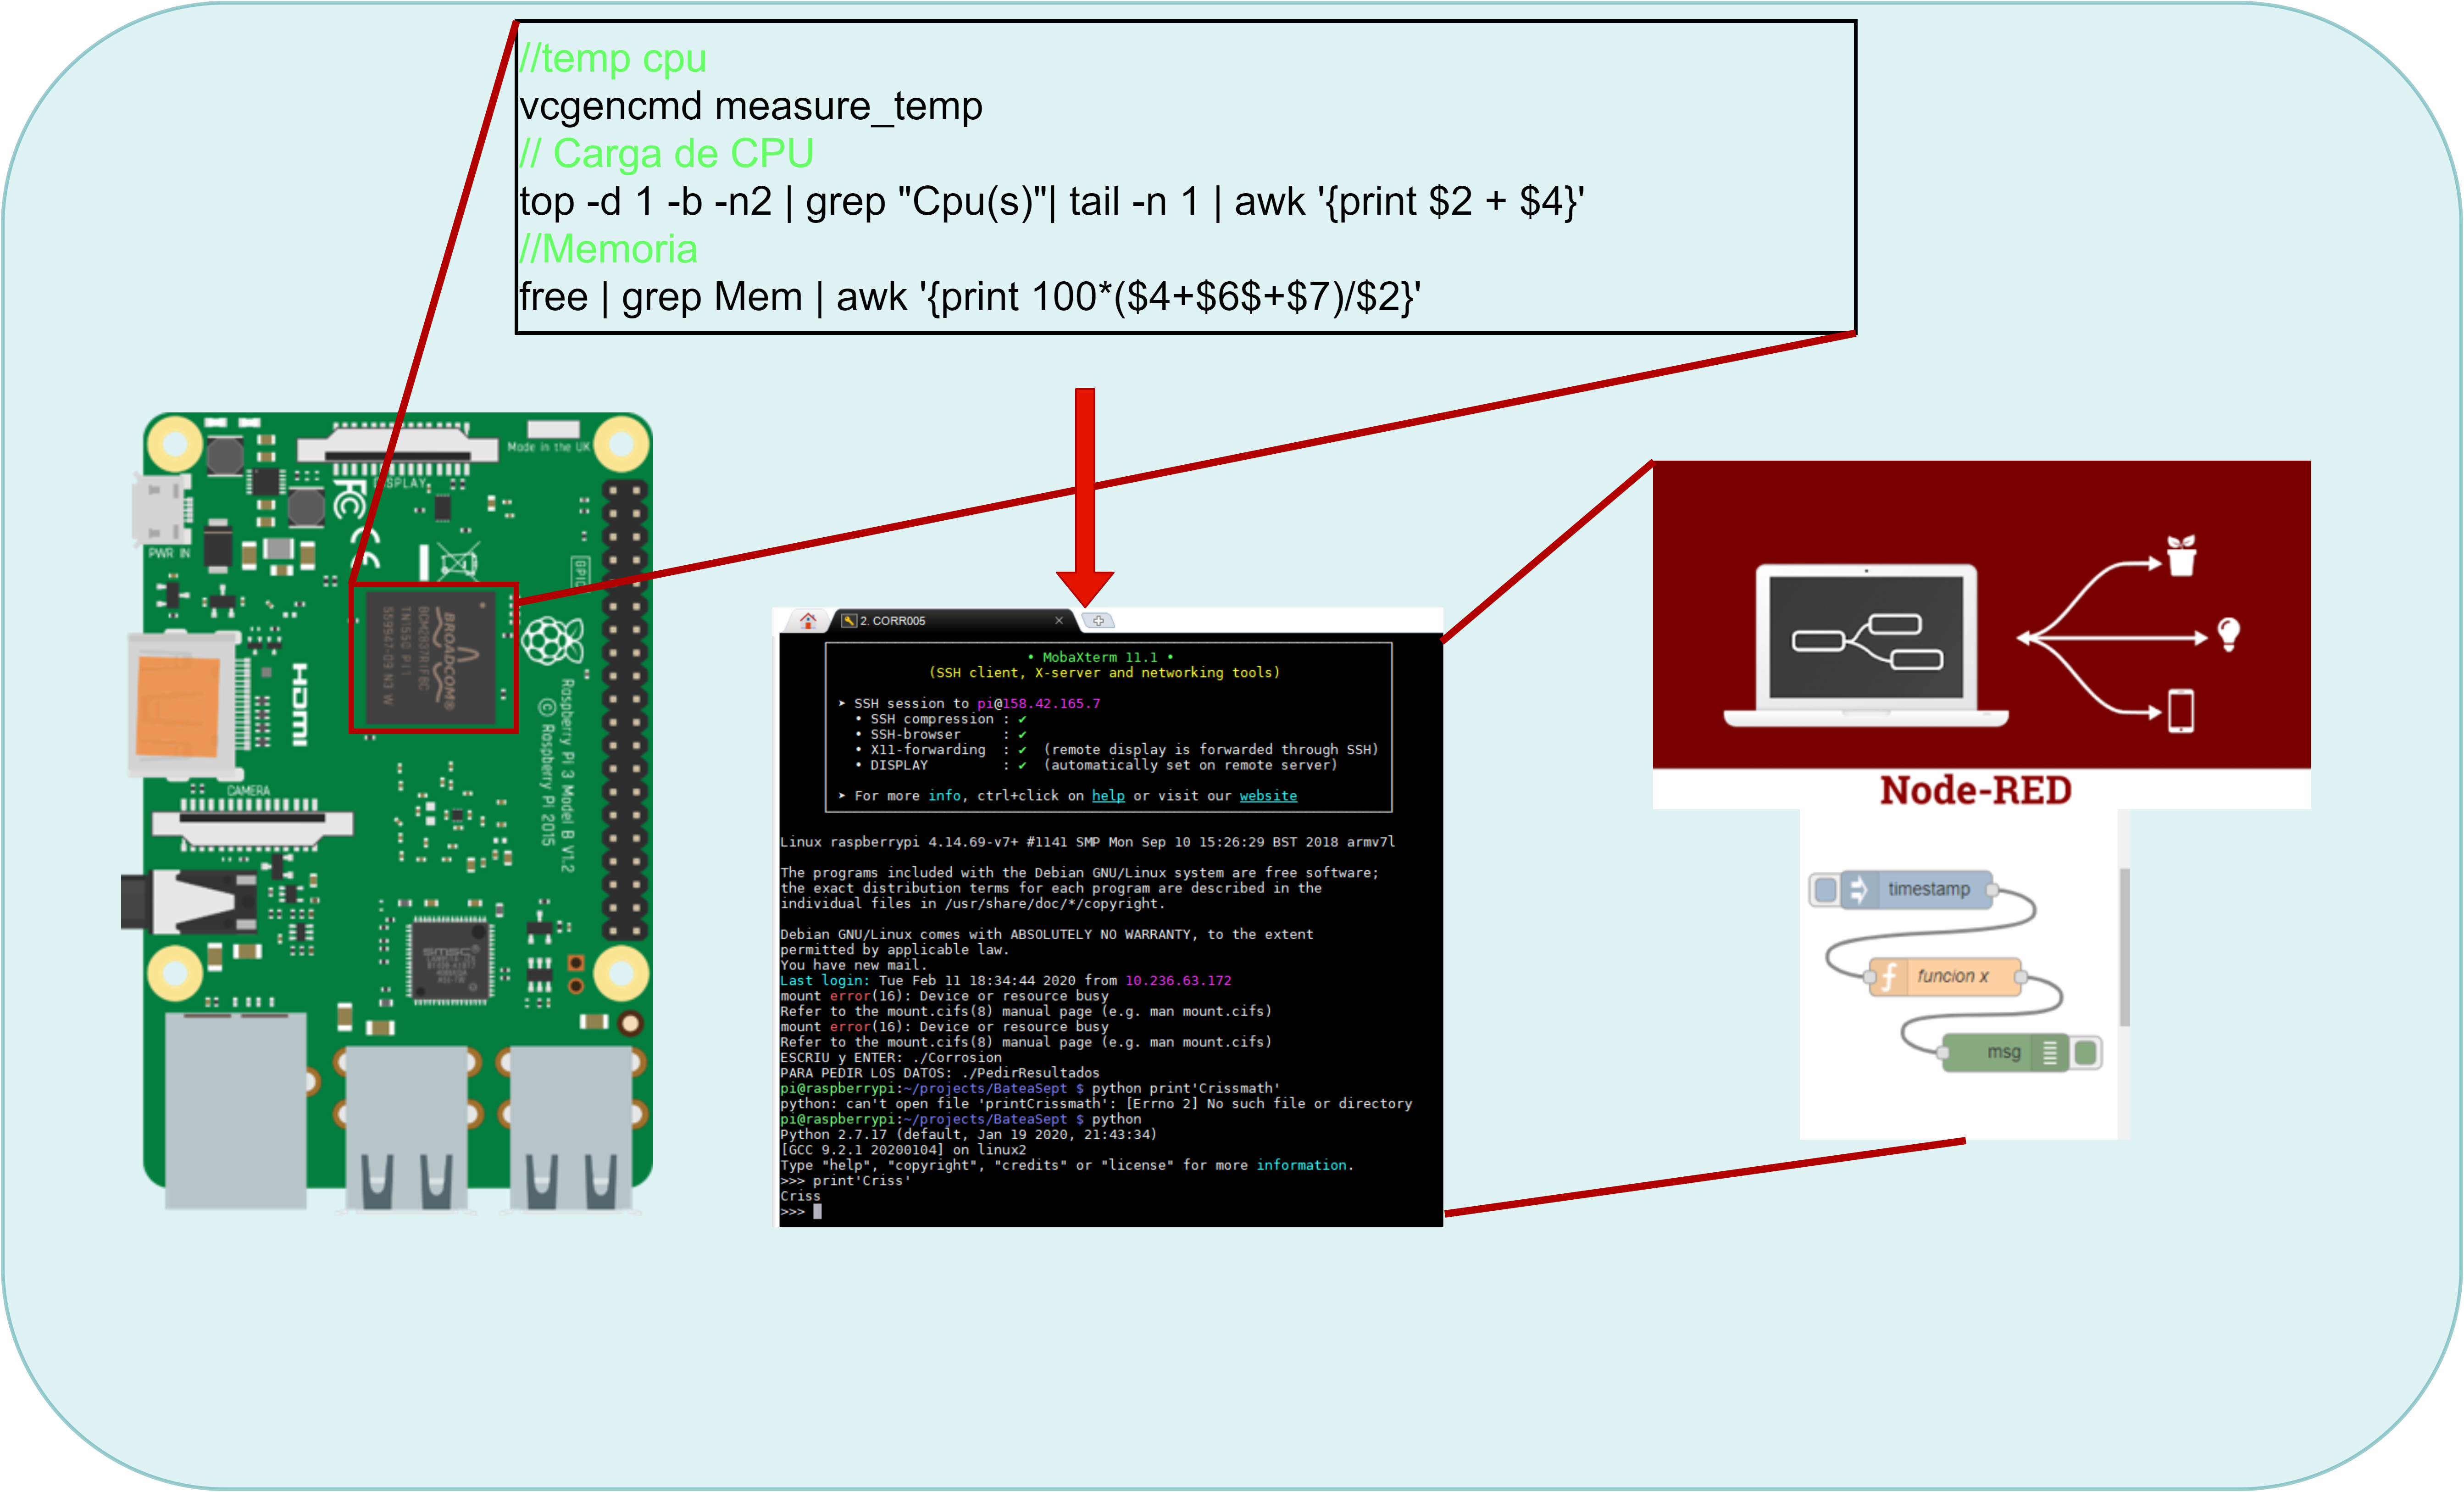 //temp cpu
vcgencmd measure_temp
// Carga de CPU
top -d 1 -b -n2 | grep "Cpu(s)"| tail -n 1 | awk '{print $2 + $4}'
//Memoria
free | grep Mem | awk '{print 100*($4+$6$+$7)/$2}'
Made in the UK
DISPLAY
FC CE
PWR IN
GPIO
BROADCOM®
HDMI
Raspberry Pi 3 Model B V1.2
© Raspberry Pi 2015
CAMERA
SMSC
2. CORR005
• MobaXterm 11.1 •
(SSH client, X-server and networking tools)
➤ SSH session to pi@158.42.165.7
• SSH compression : ✔
• SSH-browser : ✔
• X11-forwarding : ✔ (remote display is forwarded through SSH)
• DISPLAY : ✔ (automatically set on remote server)
➤ For more info, ctrl+click on help or visit our website
Linux raspberrypi 4.14.69-v7+ #1141 SMP Mon Sep 10 15:26:29 BST 2018 armv7l
The programs included with the Debian GNU/Linux system are free software;
the exact distribution terms for each program are described in the
individual files in /usr/share/doc/*/copyright.
Debian GNU/Linux comes with ABSOLUTELY NO WARRANTY, to the extent
permitted by applicable law.
You have new mail.
Last login: Tue Feb 11 18:34:44 2020 from 10.236.63.172
mount error(16): Device or resource busy
Refer to the mount.cifs(8) manual page (e.g. man mount.cifs)
mount error(16): Device or resource busy
Refer to the mount.cifs(8) manual page (e.g. man mount.cifs)
ESCRIU y ENTER: ./Corrosion
PARA PEDIR LOS DATOS: ./PedirResultados
pi@raspberrypi:~/projects/BateaSept $ python print'Crissmath'
python: can't open file 'printCrissmath': [Errno 2] No such file or directory
pi@raspberrypi:~/projects/BateaSept $ python
Python 2.7.17 (default, Jan 19 2020, 21:43:34)
[GCC 9.2.1 20200104] on linux2
Type "help", "copyright", "credits" or "license" for more information.
>>> print'Criss'
Criss
>>>
Node-RED
timestamp
funcion x
msg